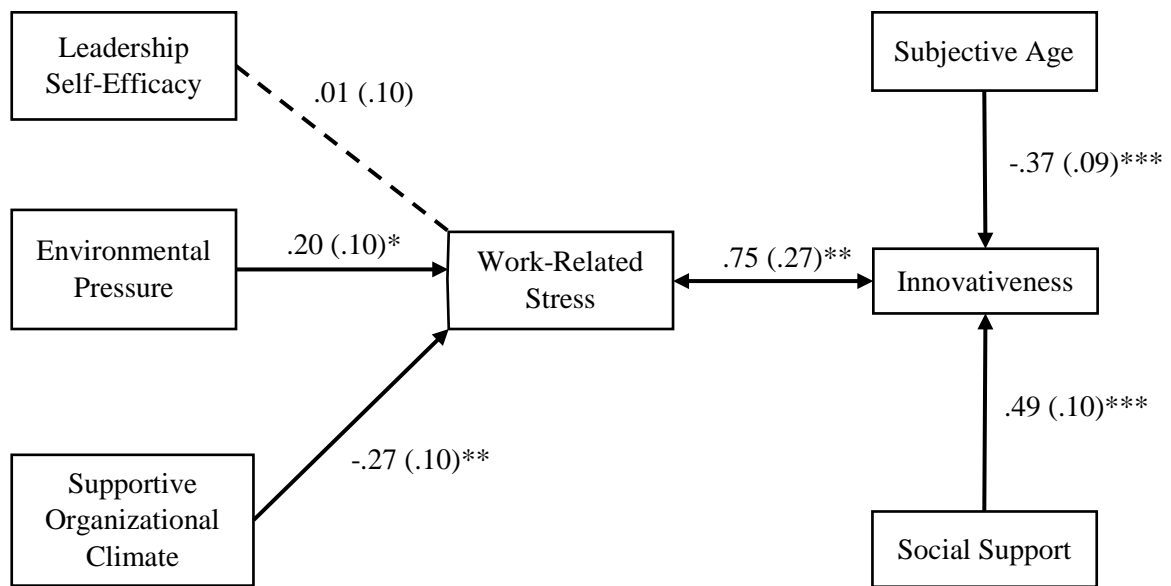 Leadership
Self-Efficacy
.01 (.10)
Environmental
Pressure
.20 (.10)*
Supportive
Organizational
Climate
-.27 (.10)**
Work-Related
Stress
.75 (.27)**
Subjective Age
-.37 (.09)***
Innovativeness
.49 (.10)***
Social Support